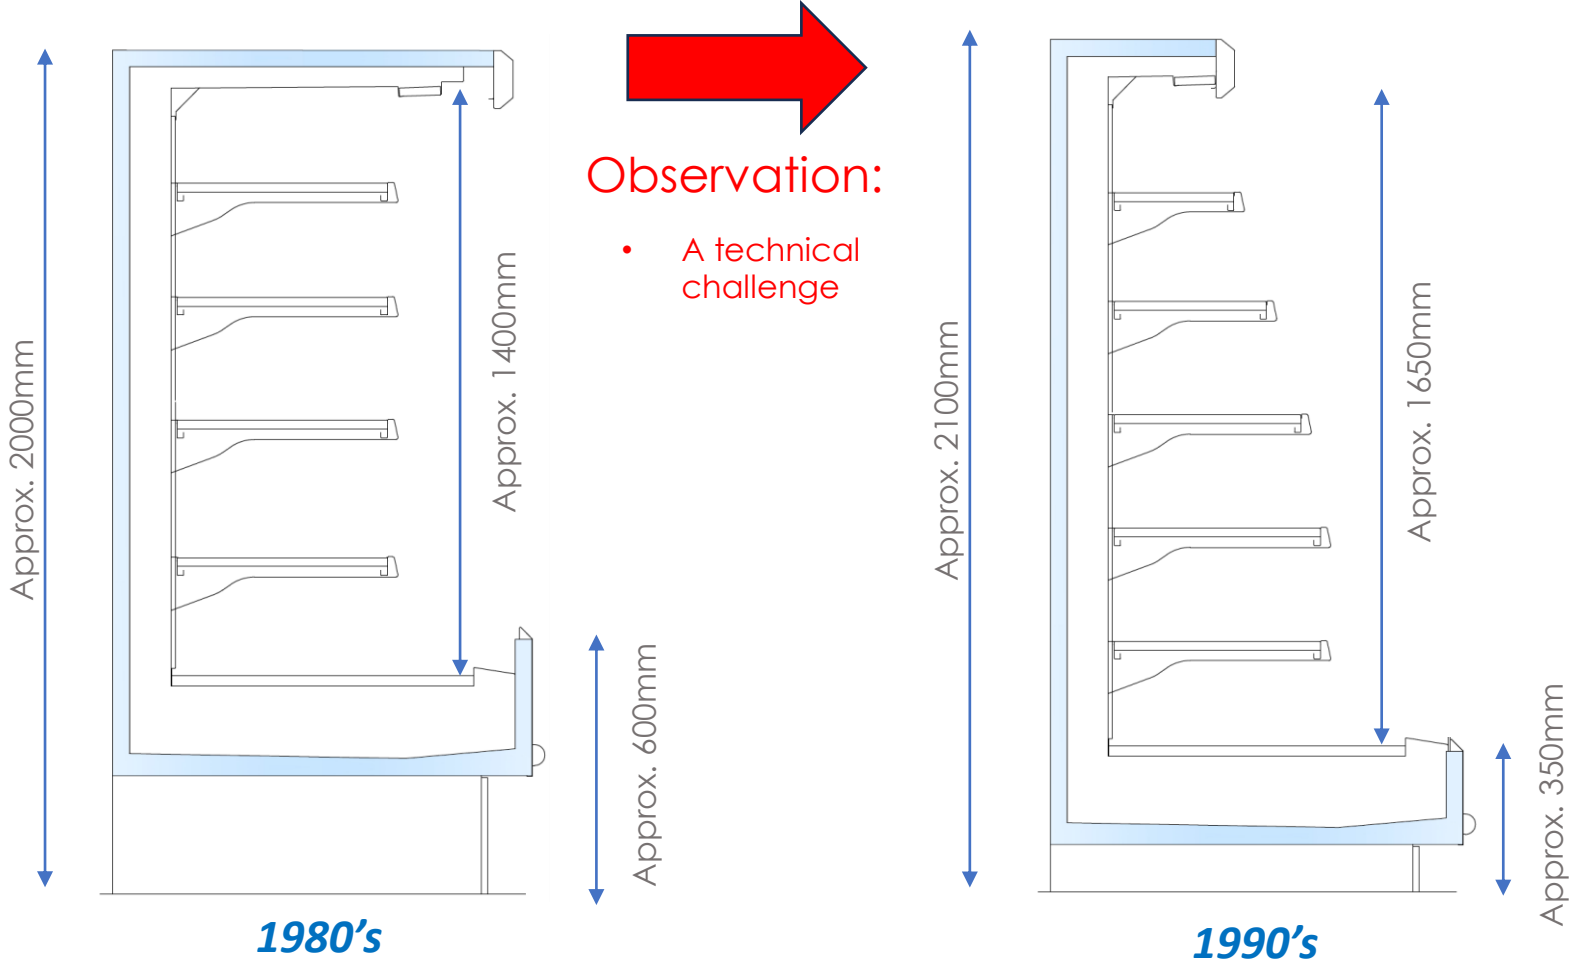 Approx. 2000mm
Approx. 1400mm
Observation:
• A technical
challenge
Approx. 600mm
1980’s
Approx. 2100mm
Approx. 1650mm
Approx. 350mm
1990’s